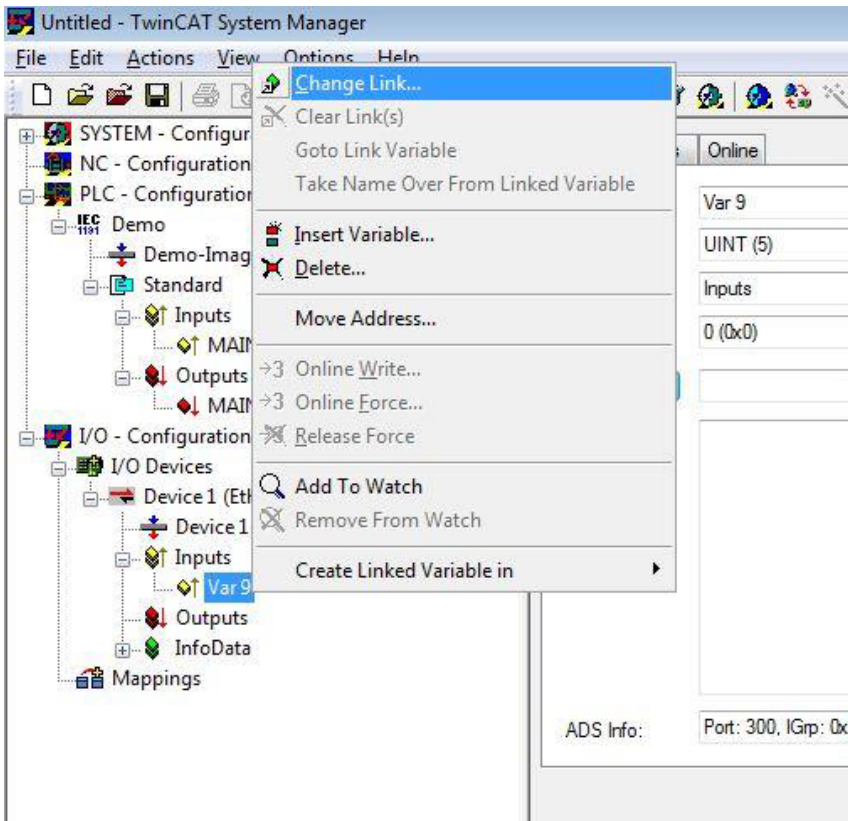 Untitled - TwinCAT System Manager
File Edit Actions View Options Help
Change Link...
Clear Link(s)
Goto Link Variable
Take Name Over From Linked Variable
Insert Variable...
Delete...
Move Address...
→3 Online Write...
→3 Online Force...
Release Force
Add To Watch
Remove From Watch
Create Linked Variable in
SYSTEM - Configur
NC - Configuration
PLC - Configuration
IEC 1131 Demo
Demo-Imag
Standard
Inputs
MAIN
Outputs
MAIN
I/O - Configuration
I/O Devices
Device 1 (Eth
Device 1
Inputs
Var 9
Outputs
InfoData
Mappings
Online
Var 9
UINT (5)
Inputs
0 (0x0)
ADS Info: Port: 300, IGrp: 0x